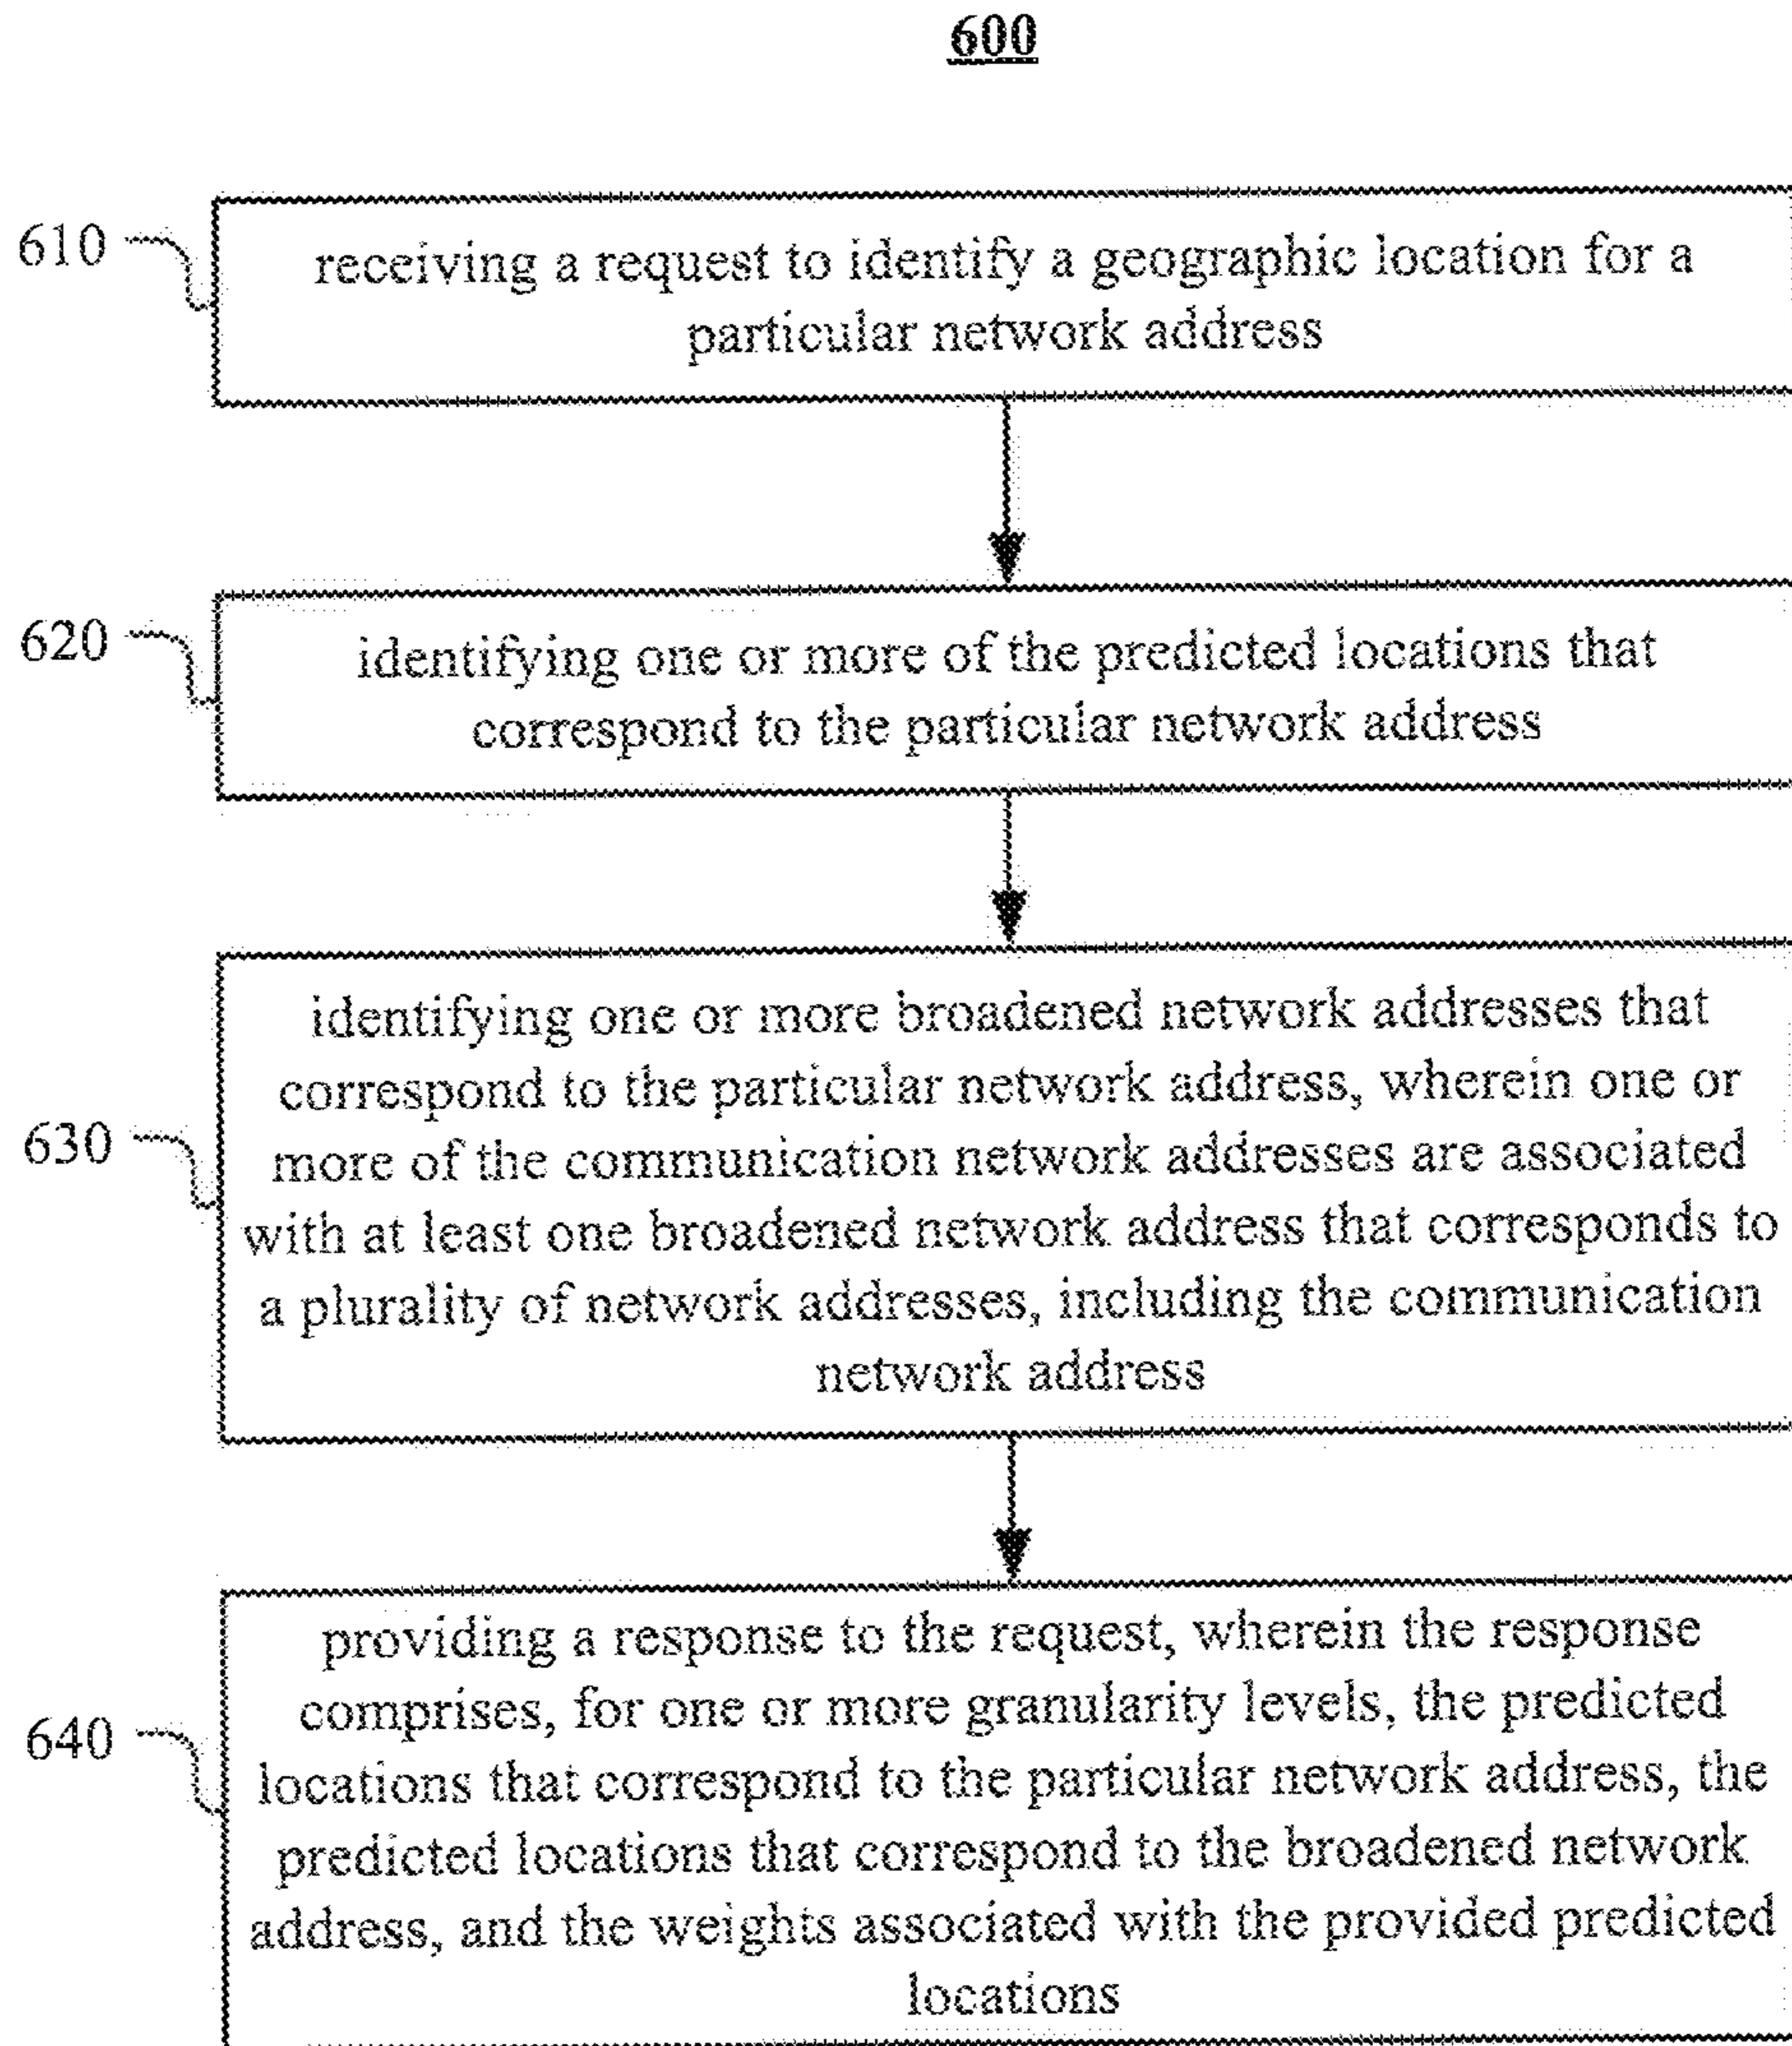 600
610
receiving a request to identify a geographic location for a
particular network address
620
identifying one or more of the predicted locations that
correspond to the particular network address
630
identifying one or more broadened network addresses that
correspond to the particular network address, wherein one or
more of the communication network addresses are associated
with at least one broadened network address that corresponds to
a plurality of network addresses, including the communication
network address
640
providing a response to the request, wherein the response
comprises, for one or more granularity levels, the predicted
locations that correspond to the particular network address, the
predicted locations that correspond to the broadened network
address, and the weights associated with the provided predicted
locations